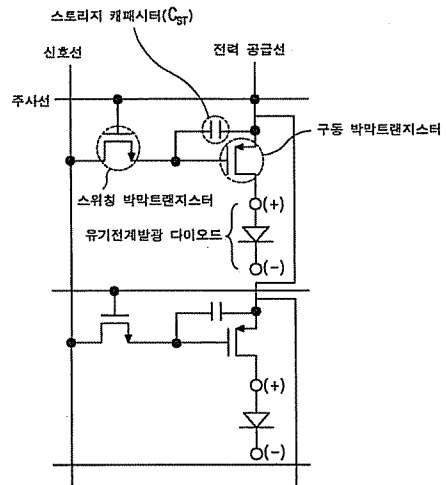 스토리지 캐패시터(CST)
신호선
전력 공급선
주사선
구동 박막트랜지스터
스위칭 박막트랜지스터
(+)
유기전계발광 다이오드
(-)
(+)
(-)